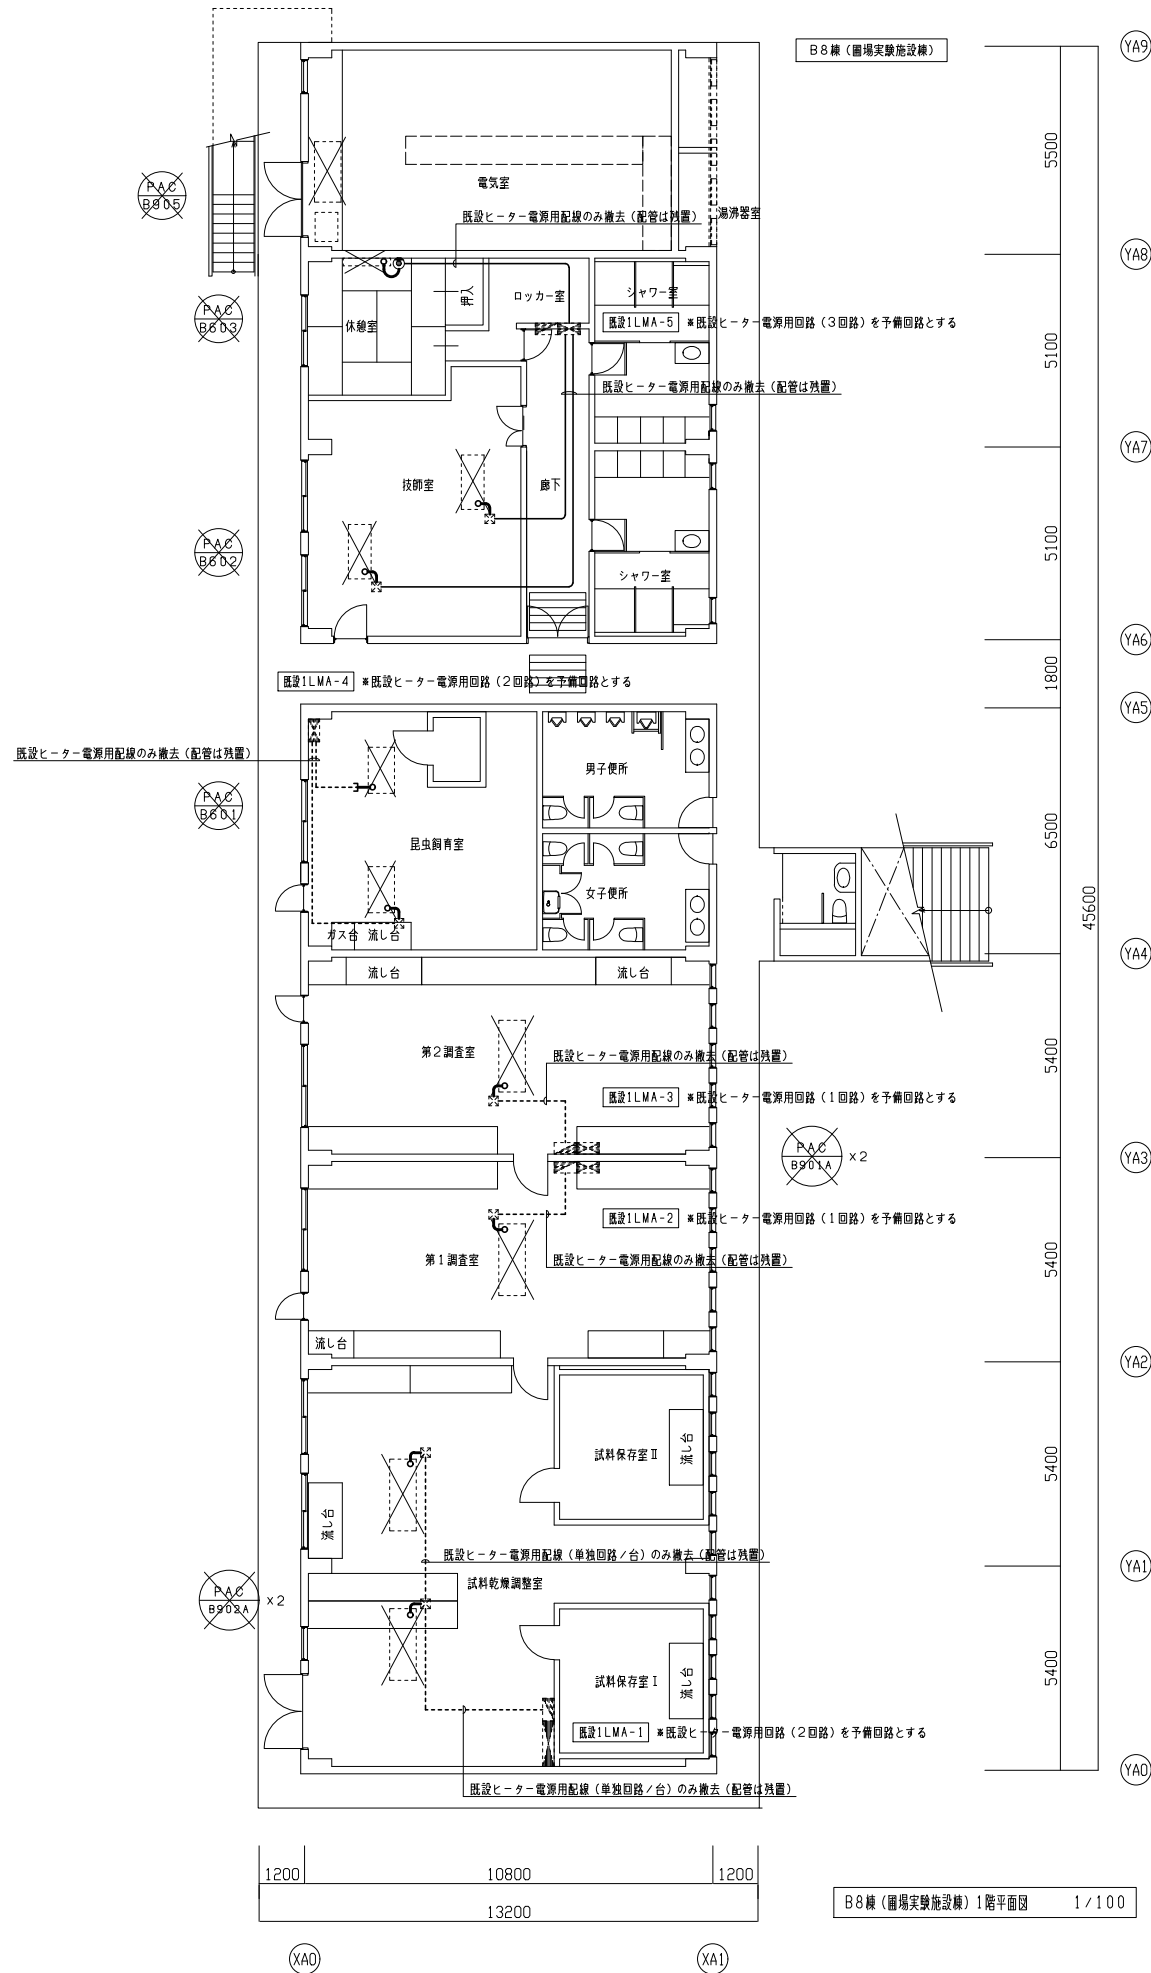 B8棟（圃場実験施設棟）
YA9
5500
電気室
PAC
B905
湯沸器室
既設ヒーター電源用配線のみ撤去（配管は残置）
YA8
押入
ロッカー室
シャワー室
PAC
B603
休憩室
既設1LMA-5 ※既設ヒーター電源用回路（3回路）を予備回路とする
5100
既設ヒーター電源用配線のみ撤去（配管は残置）
YA7
技師室
廊下
PAC
B602
5100
シャワー室
YA6
既設1LMA-4 ※既設ヒーター電源用回路（2回路）を予備回路とする
1800
YA5
既設ヒーター電源用配線のみ撤去（配管は残置）
男子便所
PAC
B601
6500
昆虫飼育室
女子便所
45600
ガス台
流し台
YA4
流し台
流し台
第2調査室
既設ヒーター電源用配線のみ撤去（配管は残置）
5400
既設1LMA-3 ※既設ヒーター電源用回路（1回路）を予備回路とする
PAC
B901A
x2
YA3
既設1LMA-2 ※既設ヒーター電源用回路（1回路）を予備回路とする
第1調査室
既設ヒーター電源用配線のみ撤去（配管は残置）
5400
流し台
YA2
試料保存室Ⅱ
流し台
5400
流し台
既設ヒーター電源用配線（単独回路／台）のみ撤去（配管は残置）
YA1
試料乾燥調整室
PAC
B902A
x2
試料保存室Ⅰ
流し台
5400
既設1LMA-1 ※既設ヒーター電源用回路（2回路）を予備回路とする
YA0
既設ヒーター電源用配線（単独回路／台）のみ撤去（配管は残置）
1200
10800
1200
13200
B8棟（圃場実験施設棟）1階平面図 1/100
XA0
XA1